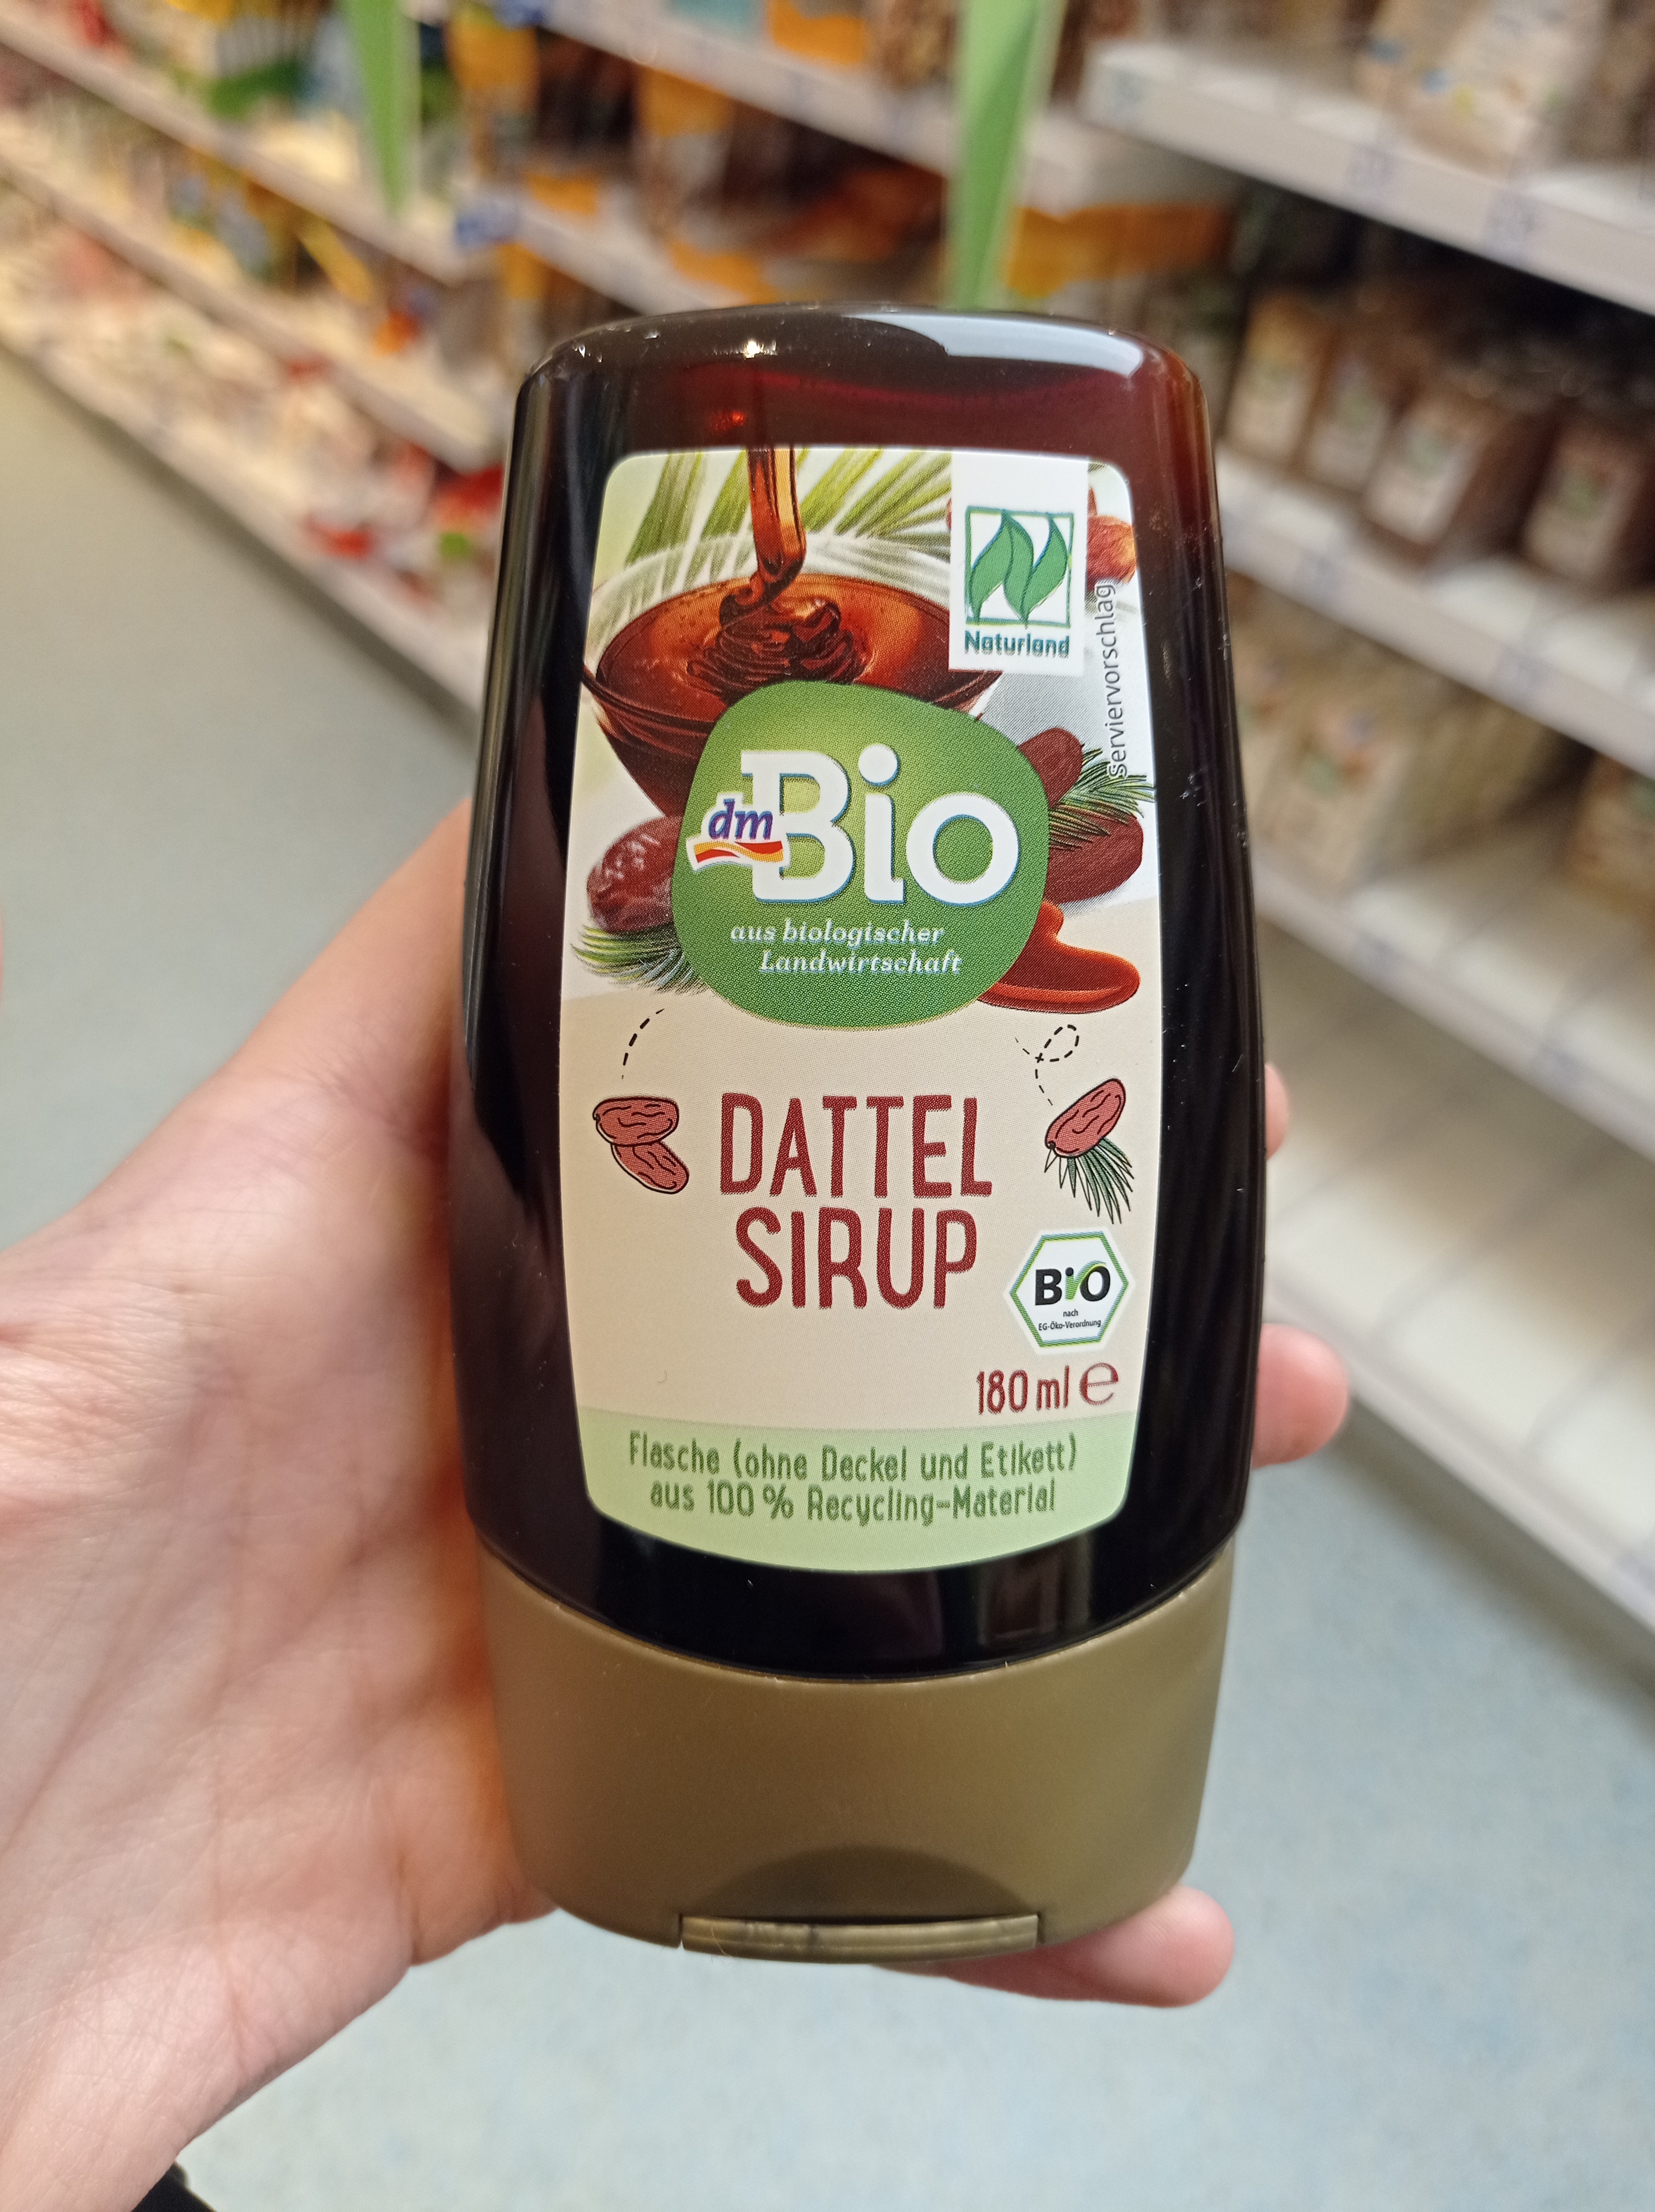 Naturland
Serviervorschlag
dm
Bio
aus biologischer
Landwirtschaft
DATTEL
SIRUP
BiO
nach
EG-Öko-Verordnung
180 ml e
Flasche (ohne Deckel und Etikett)
aus 100 % Recycling-Material